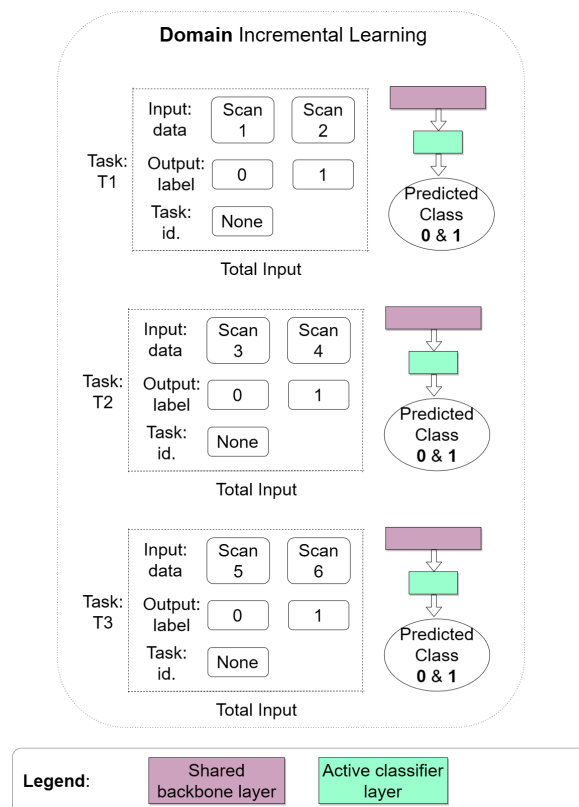 Domain Incremental Learning
Task:
T1
Input:
data
Scan
1
Scan
2
Output:
label
0
1
Task:
id.
None
Total Input
Predicted
Class
0 & 1
Task:
T2
Input:
data
Scan
3
Scan
4
Output:
label
0
1
Task:
id.
None
Total Input
Predicted
Class
0 & 1
Task:
T3
Input:
data
Scan
5
Scan
6
Output:
label
0
1
Task:
id.
None
Total Input
Predicted
Class
0 & 1
Legend:
Shared
backbone layer
Active classifier
layer